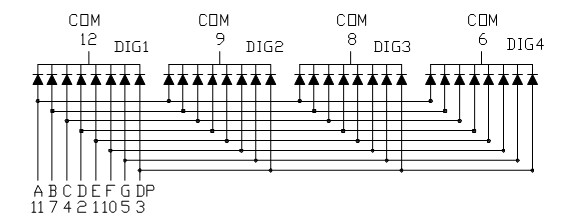 COM COM COM COM
12 DIG1 9 DIG2 8 DIG3 6 DIG4
A B C D E F G DP
11 7 4 2 1 10 5 3